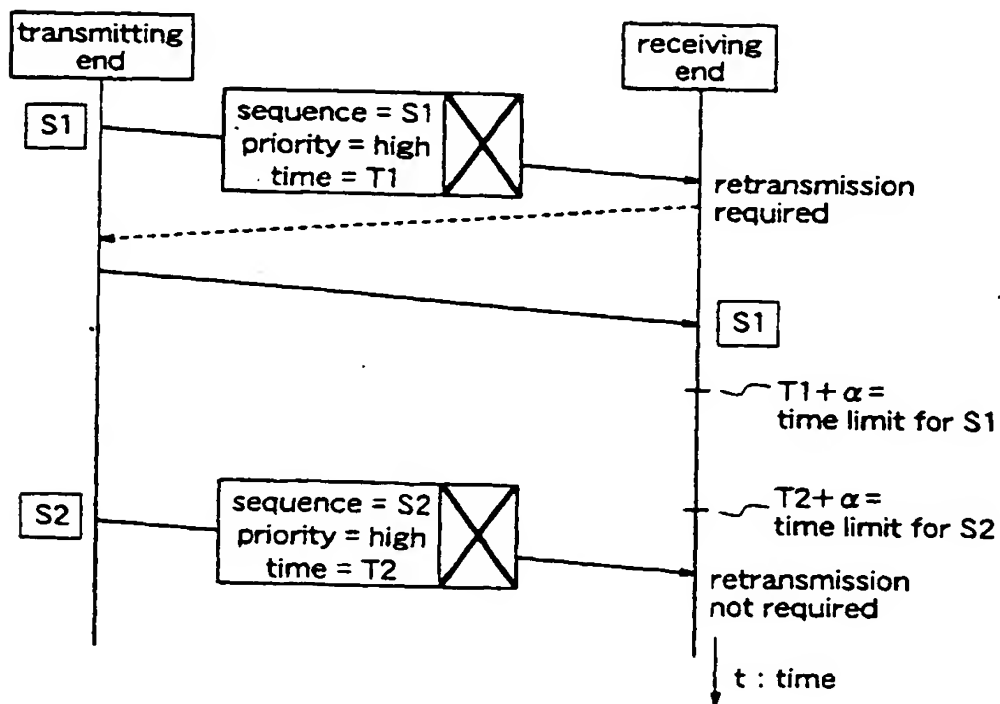 transmitting
end
receiving
end
S1
sequence = S1
priority = high
time = T1
retransmission
required
S1
T1 + α =
time limit for S1
S2
sequence = S2
priority = high
time = T2
T2 + α =
time limit for S2
retransmission
not required
t : time